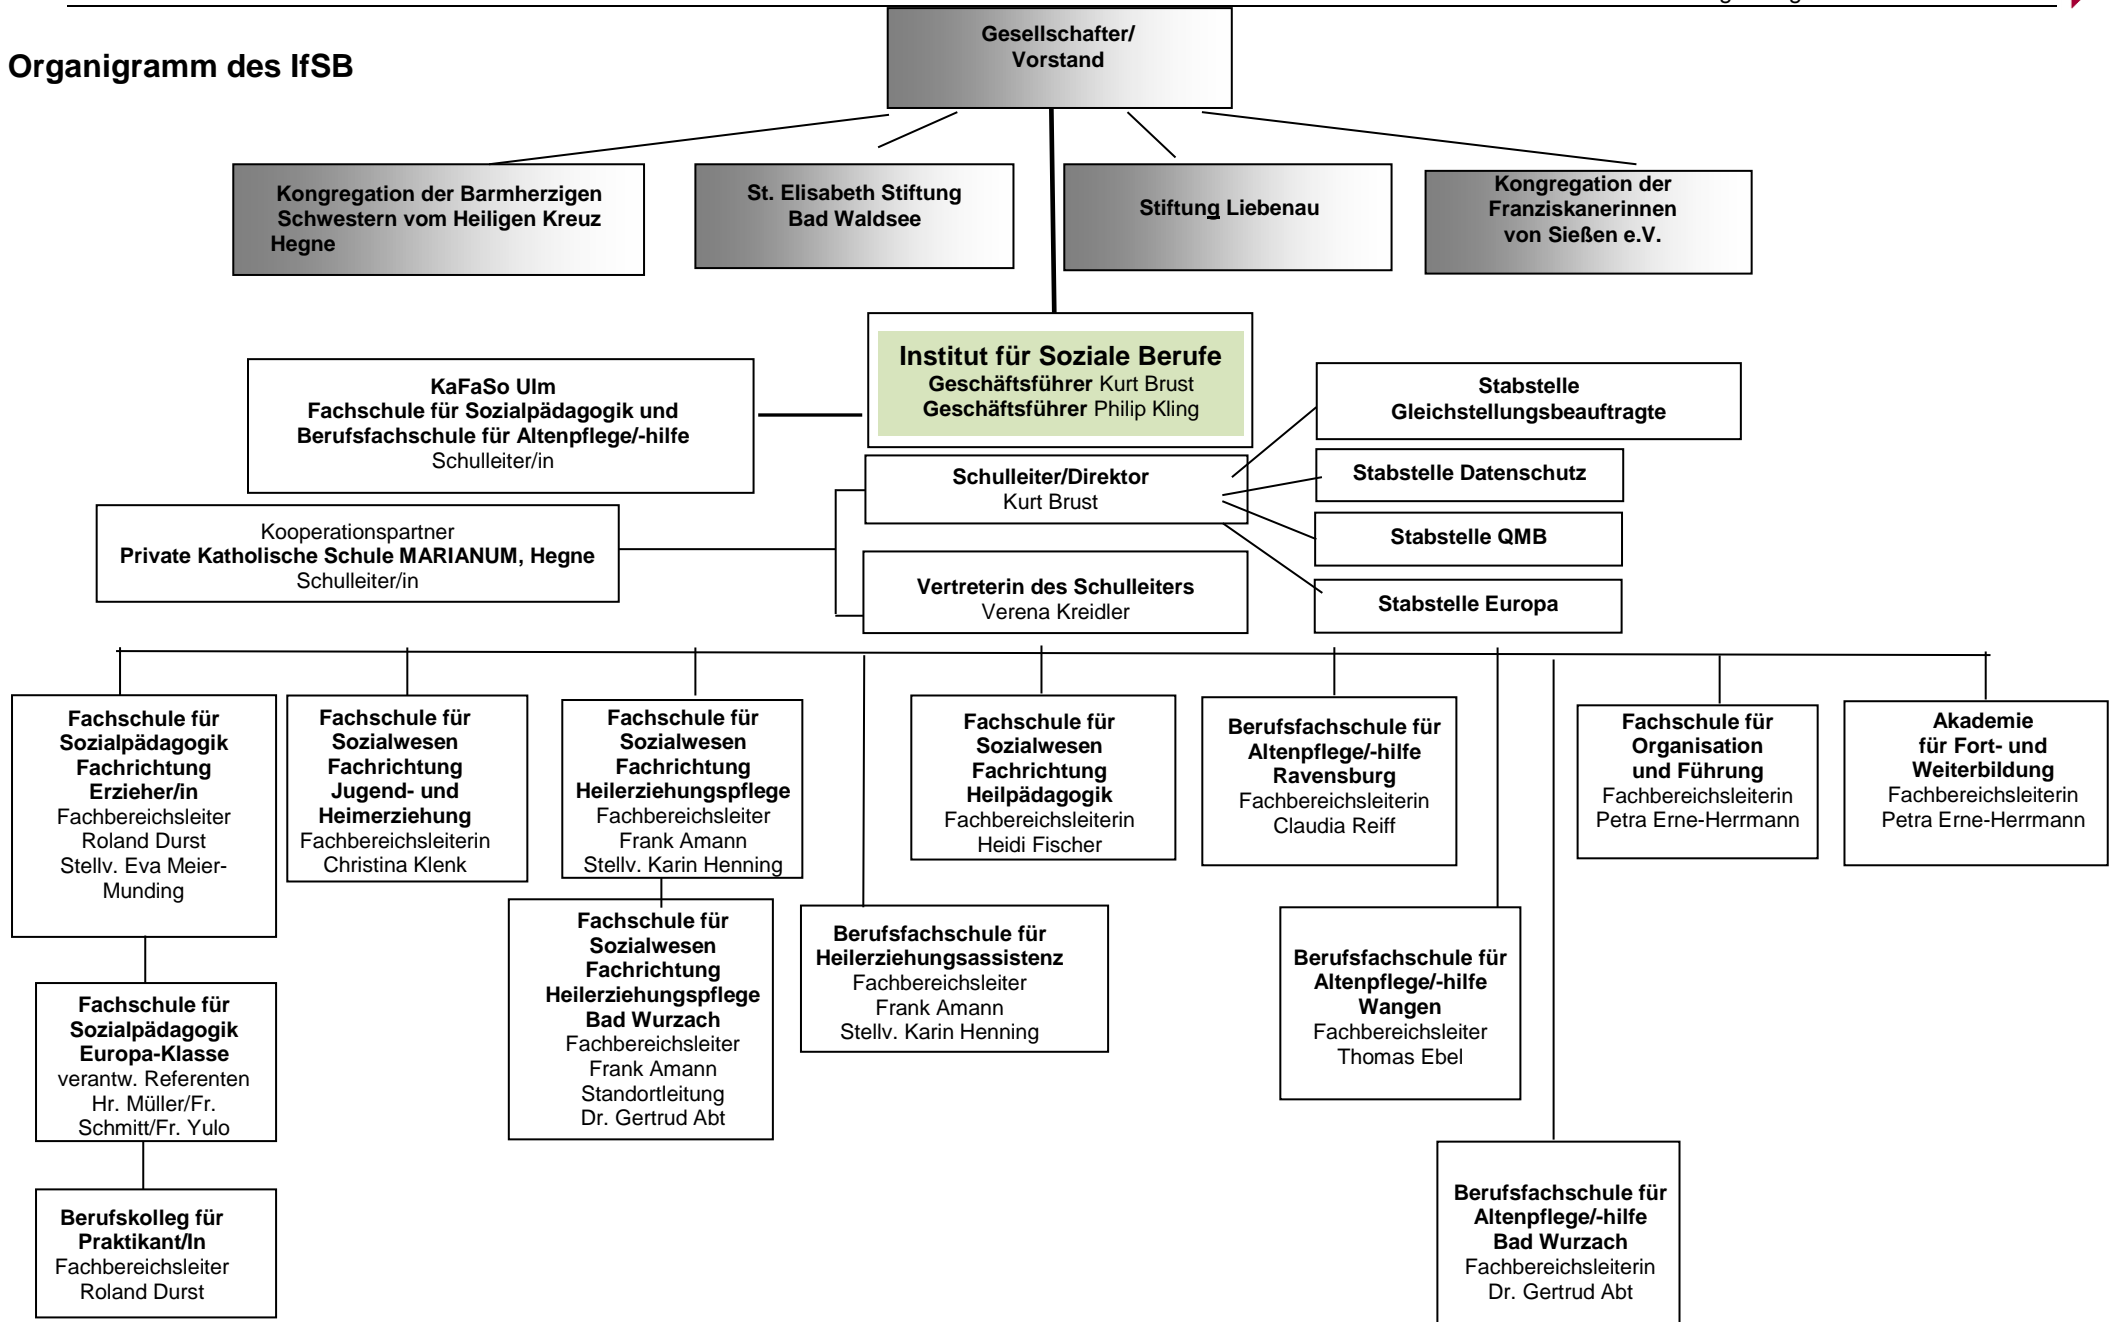 Organigramm des IfSB
Gesellschafter/
Vorstand
Kongregation der Barmherzigen
Schwestern vom Heiligen Kreuz
Hegne
St. Elisabeth Stiftung
Bad Waldsee
Stiftung Liebenau
Kongregation der
Franziskanerinnen
von Sießen e.V.
Institut für Soziale Berufe
Geschäftsführer Kurt Brust
Geschäftsführer Philip Kling
KaFaSo Ulm
Fachschule für Sozialpädagogik und
Berufsfachschule für Altenpflege/-hilfe
Schulleiter/in
Stabstelle
Gleichstellungsbeauftragte
Schulleiter/Direktor
Kurt Brust
Stabstelle Datenschutz
Kooperationspartner
Private Katholische Schule MARIANUM, Hegne
Schulleiter/in
Stabstelle QMB
Vertreterin des Schulleiters
Verena Kreidler
Stabstelle Europa
Fachschule für
Sozialpädagogik
Fachrichtung
Erzieher/in
Fachbereichsleiter
Roland Durst
Stellv. Eva Meier-
Munding
Fachschule für
Sozialwesen
Fachrichtung
Jugend- und
Heimerziehung
Fachbereichsleiterin
Christina Klenk
Fachschule für
Sozialwesen
Fachrichtung
Heilerziehungspflege
Fachbereichsleiter
Frank Amann
Stellv. Karin Henning
Fachschule für
Sozialwesen
Fachrichtung
Heilpädagogik
Fachbereichsleiterin
Heidi Fischer
Berufsfachschule für
Altenpflege/-hilfe
Ravensburg
Fachbereichsleiterin
Claudia Reiff
Fachschule für
Organisation
und Führung
Fachbereichsleiterin
Petra Erne-Herrmann
Akademie
für Fort- und
Weiterbildung
Fachbereichsleiterin
Petra Erne-Herrmann
Fachschule für
Sozialwesen
Fachrichtung
Heilerziehungspflege
Bad Wurzach
Fachbereichsleiter
Frank Amann
Standortleitung
Dr. Gertrud Abt
Berufsfachschule für
Heilerziehungsassistenz
Fachbereichsleiter
Frank Amann
Stellv. Karin Henning
Berufsfachschule für
Altenpflege/-hilfe
Wangen
Fachbereichsleiter
Thomas Ebel
Fachschule für
Sozialpädagogik
Europa-Klasse
verantw. Referenten
Hr. Müller/Fr.
Schmitt/Fr. Yulo
Berufskolleg für
Praktikant/In
Fachbereichsleiter
Roland Durst
Berufsfachschule für
Altenpflege/-hilfe
Bad Wurzach
Fachbereichsleiterin
Dr. Gertrud Abt